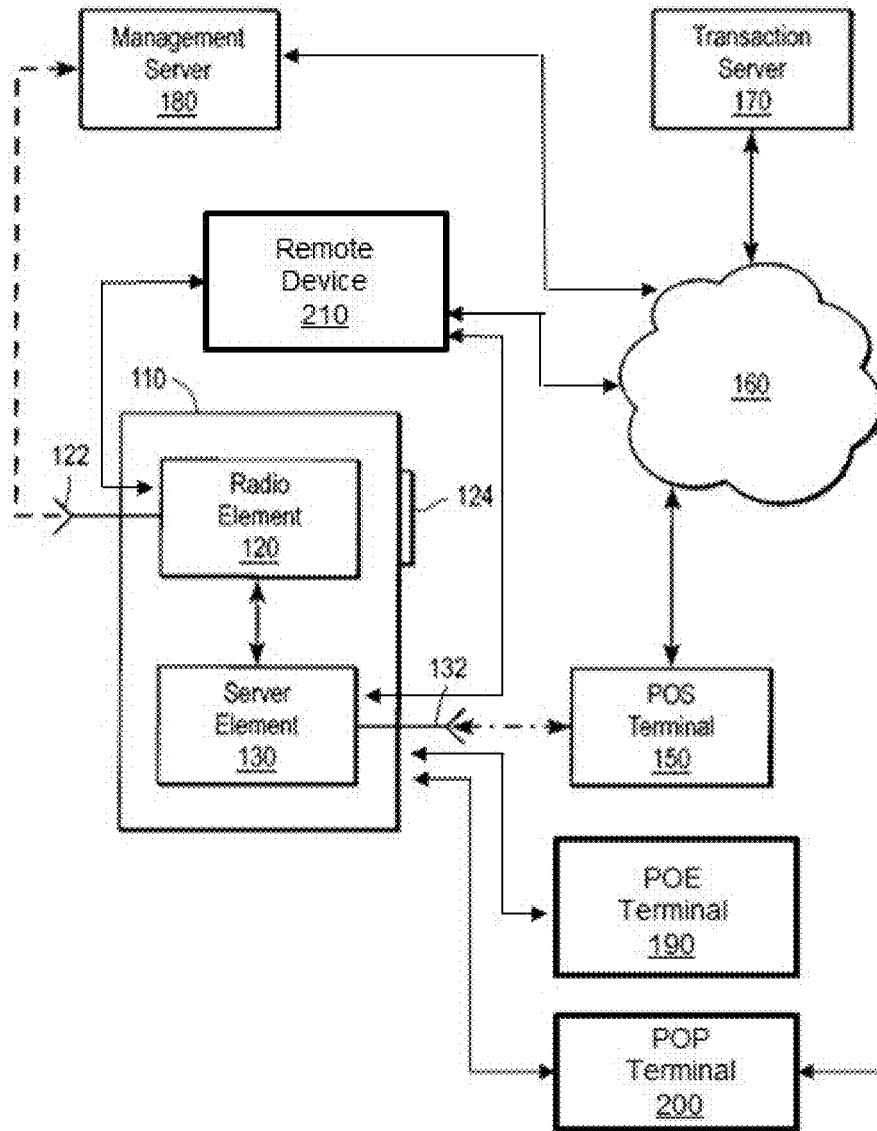 Management
Server
180
Transaction
Server
170
Remote
Device
210
160
110
122
Radio
Element
120
124
Server
Element
130
132
POS
Terminal
150
POE
Terminal
190
POP
Terminal
200